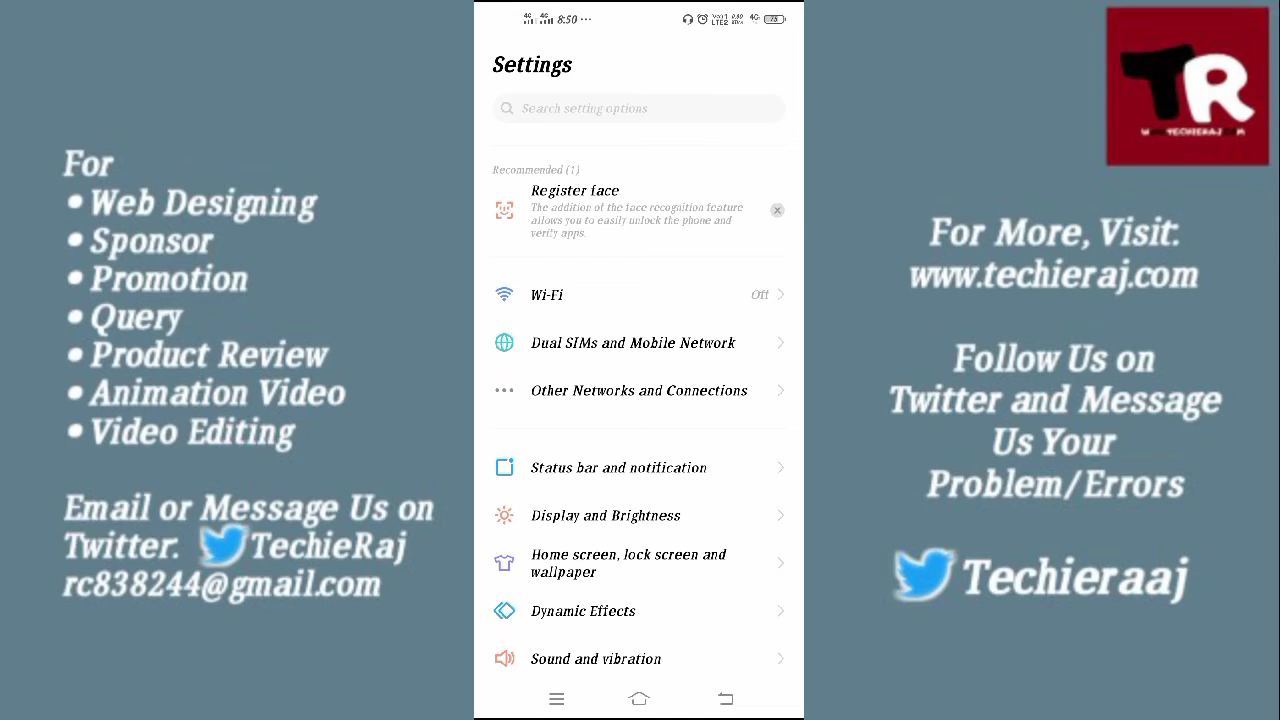 For
• Web Designing
• Sponsor
• Promotion
• Query
• Product Review
• Animation Video
• Video Editing
Email or Message Us on
Twitter. TechieRaj
rc838244@gmail.com
4G 4G 8:50 ...
4G 73
Settings
Search setting options
Recommended (1)
Register face
The addition of the face recognition feature
allows you to easily unlock the phone and
verify apps.
Wi-Fi Off
Dual SIMs and Mobile Network
Other Networks and Connections
Status bar and notification
Display and Brightness
Home screen, lock screen and
wallpaper
Dynamic Effects
Sound and vibration
TR
For More, Visit:
www.techieraj.com
Follow Us on
Twitter and Message
Us Your
Problem/Errors
Techieraaj